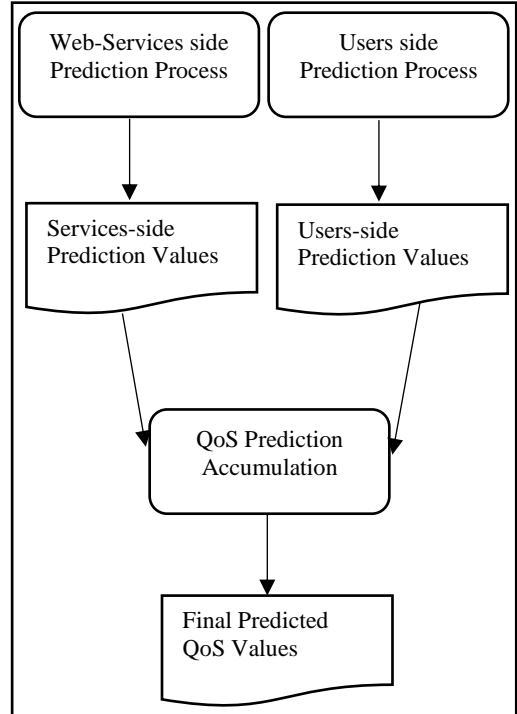 Web-Services side
Prediction Process
Users side
Prediction Process
Services-side
Prediction Values
Users-side
Prediction Values
QoS Prediction
Accumulation
Final Predicted
QoS Values